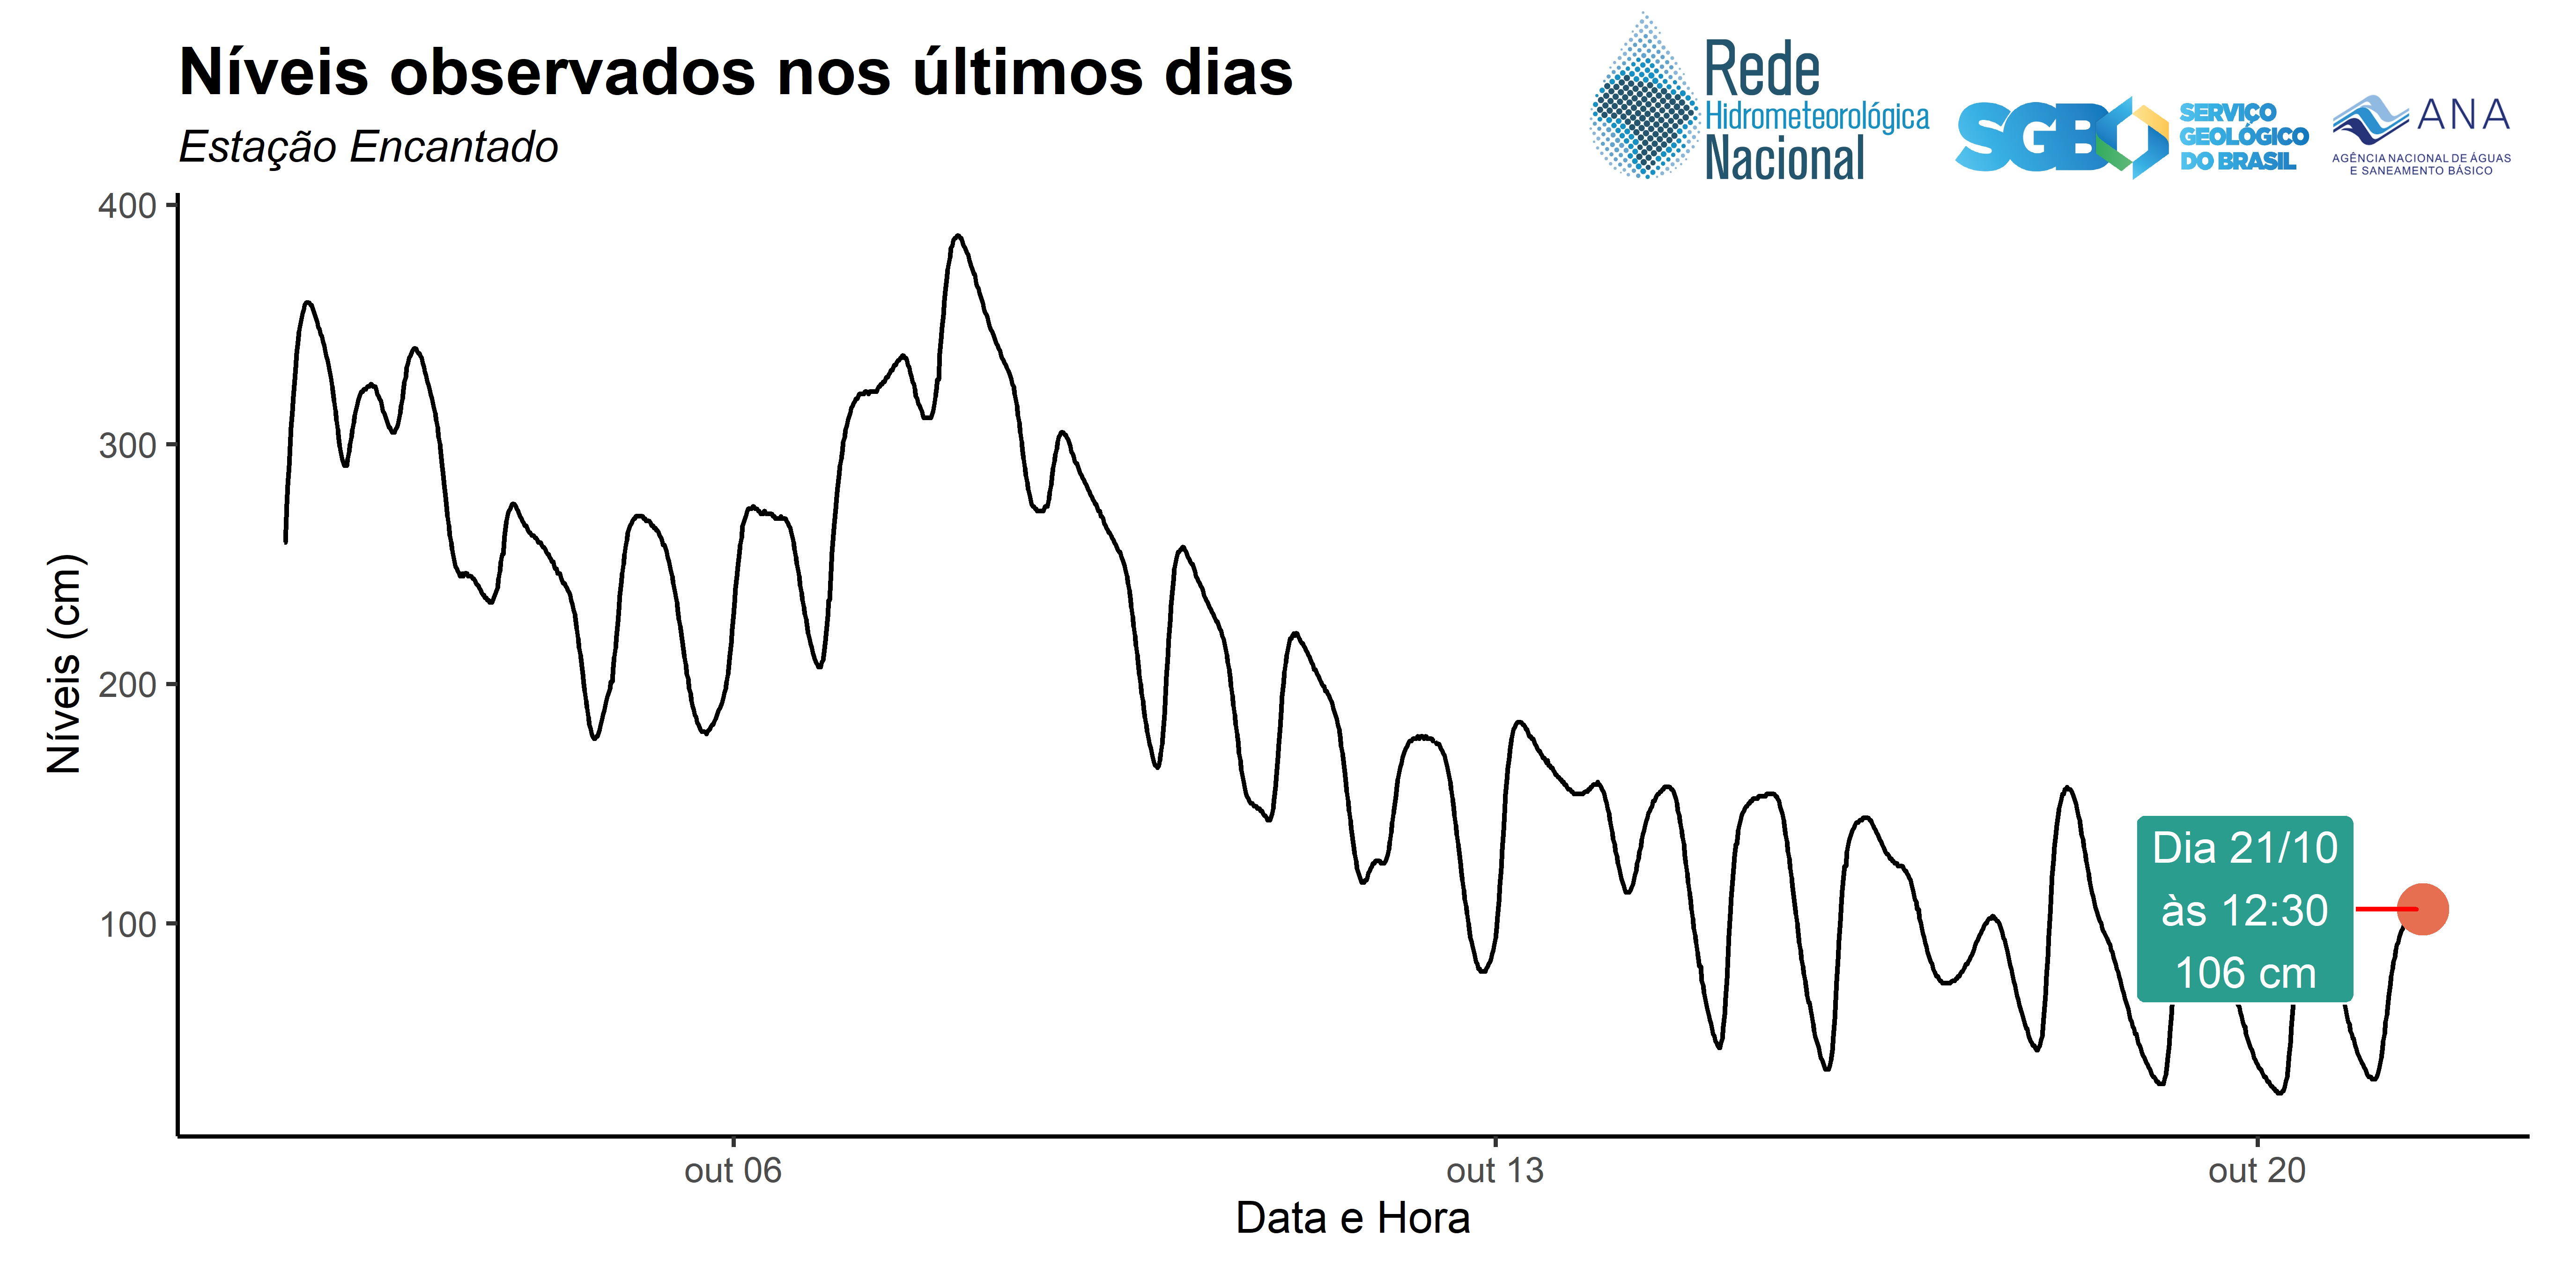 Níveis observados nos últimos dias
Estação Encantado
Rede
Hidrometeorológica
Nacional
SGB
SERVIÇO
GEOLÓGICO
DO BRASIL
ANA
AGÊNCIA NACIONAL DE ÁGUAS
E SANEAMENTO BÁSICO
Níveis (cm)
400
300
200
100
Dia 21/10
às 12:30
106 cm
out 06
out 13
out 20
Data e Hora